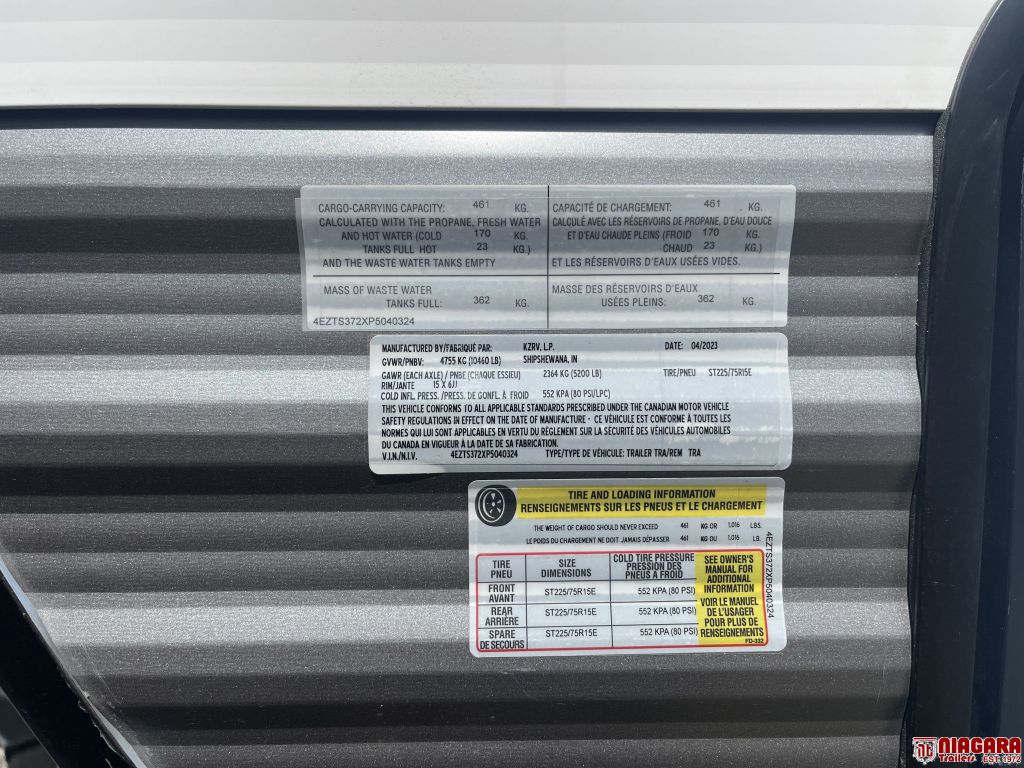 CARGO-CARRYING CAPACITY: 461 KG.
CALCULATED WITH THE PROPANE, FRESH WATER
AND HOT WATER (COLD 170 KG.
TANKS FULL HOT 23 KG.)
AND THE WASTE WATER TANKS EMPTY
CAPACITÉ DE CHARGEMENT: 461 . KG.
CALCULÉ AVEC LES RÉSERVOIRS DE PROPANE, D'EAU DOUCE
ET D'EAU CHAUDE PLEINS (FROID 170 KG.
CHAUD 23 KG.)
ET LES RÉSERVOIRS D'EAUX USÉES VIDES.
MASS OF WASTE WATER
TANKS FULL: 362 KG.
MASSE DES RÉSERVOIRS D'EAUX
USÉES PLEINS: 362 KG.
4EZTS372XP5040324
MANUFACTURED BY/FABRIQUÉ PAR: KZRV, L.P. DATE: 04/2023
GVWR/PNBV: 4755 KG (10460 LB) SHIPSHEWANA, IN
GAWR (EACH AXLE) / PNBE (CHAQUE ESSIEU) 2364 KG (5200 LB) TIRE/PNEU ST225/75R15E
RIM/JANTE 15 X 6JJ
COLD INFL. PRESS. /PRESS. DE GONFL. À FROID 552 KPA (80 PSI/LPC)
THIS VEHICLE CONFORMS TO ALL APPLICABLE STANDARDS PRESCRIBED UNDER THE CANADIAN MOTOR VEHICLE
SAFETY REGULATIONS IN EFFECT ON THE DATE OF MANUFACTURE - CE VÉHICULE EST CONFORME À TOUTES LES
NORMES QUI LUI SONT APPLICABLES EN VERTU DU RÈGLEMENT SUR LA SÉCURITÉ DES VÉHICULES AUTOMOBILES
DU CANADA EN VIGUEUR À LA DATE DE SA FABRICATION.
V.I.N./N.I.V. 4EZTS372XP5040324 TYPE/TYPE DE VÉHICULE: TRAILER TRA/REM TRA
TIRE AND LOADING INFORMATION
RENSEIGNEMENTS SUR LES PNEUS ET LE CHARGEMENT
THE WEIGHT OF CARGO SHOULD NEVER EXCEED 461 KG OR 1,016 LBS.
LE POIDS DU CHARGEMENT NE DOIT JAMAIS DÉPASSER 461 KG OU 1,016 LB.
TIRE
PNEU
SIZE
DIMENSIONS
COLD TIRE PRESSURE
PRESSION DES
PNEUS A FROID
FRONT
AVANT
ST225/75R15E 552 KPA (80 PSI)
REAR
ARRIÈRE
ST225/75R15E 552 KPA (80 PSI)
SPARE
DE SECOURS
ST225/75R15E 552 KPA (80 PSI)
SEE OWNER'S
MANUAL FOR
ADDITIONAL
INFORMATION
VOIR LE MANUEL
DE L'USAGER
POUR PLUS DE
RENSEIGNEMENTS
FD-332
4EZTS372XP5040324
NIAGARA
Trailers EST. 1972